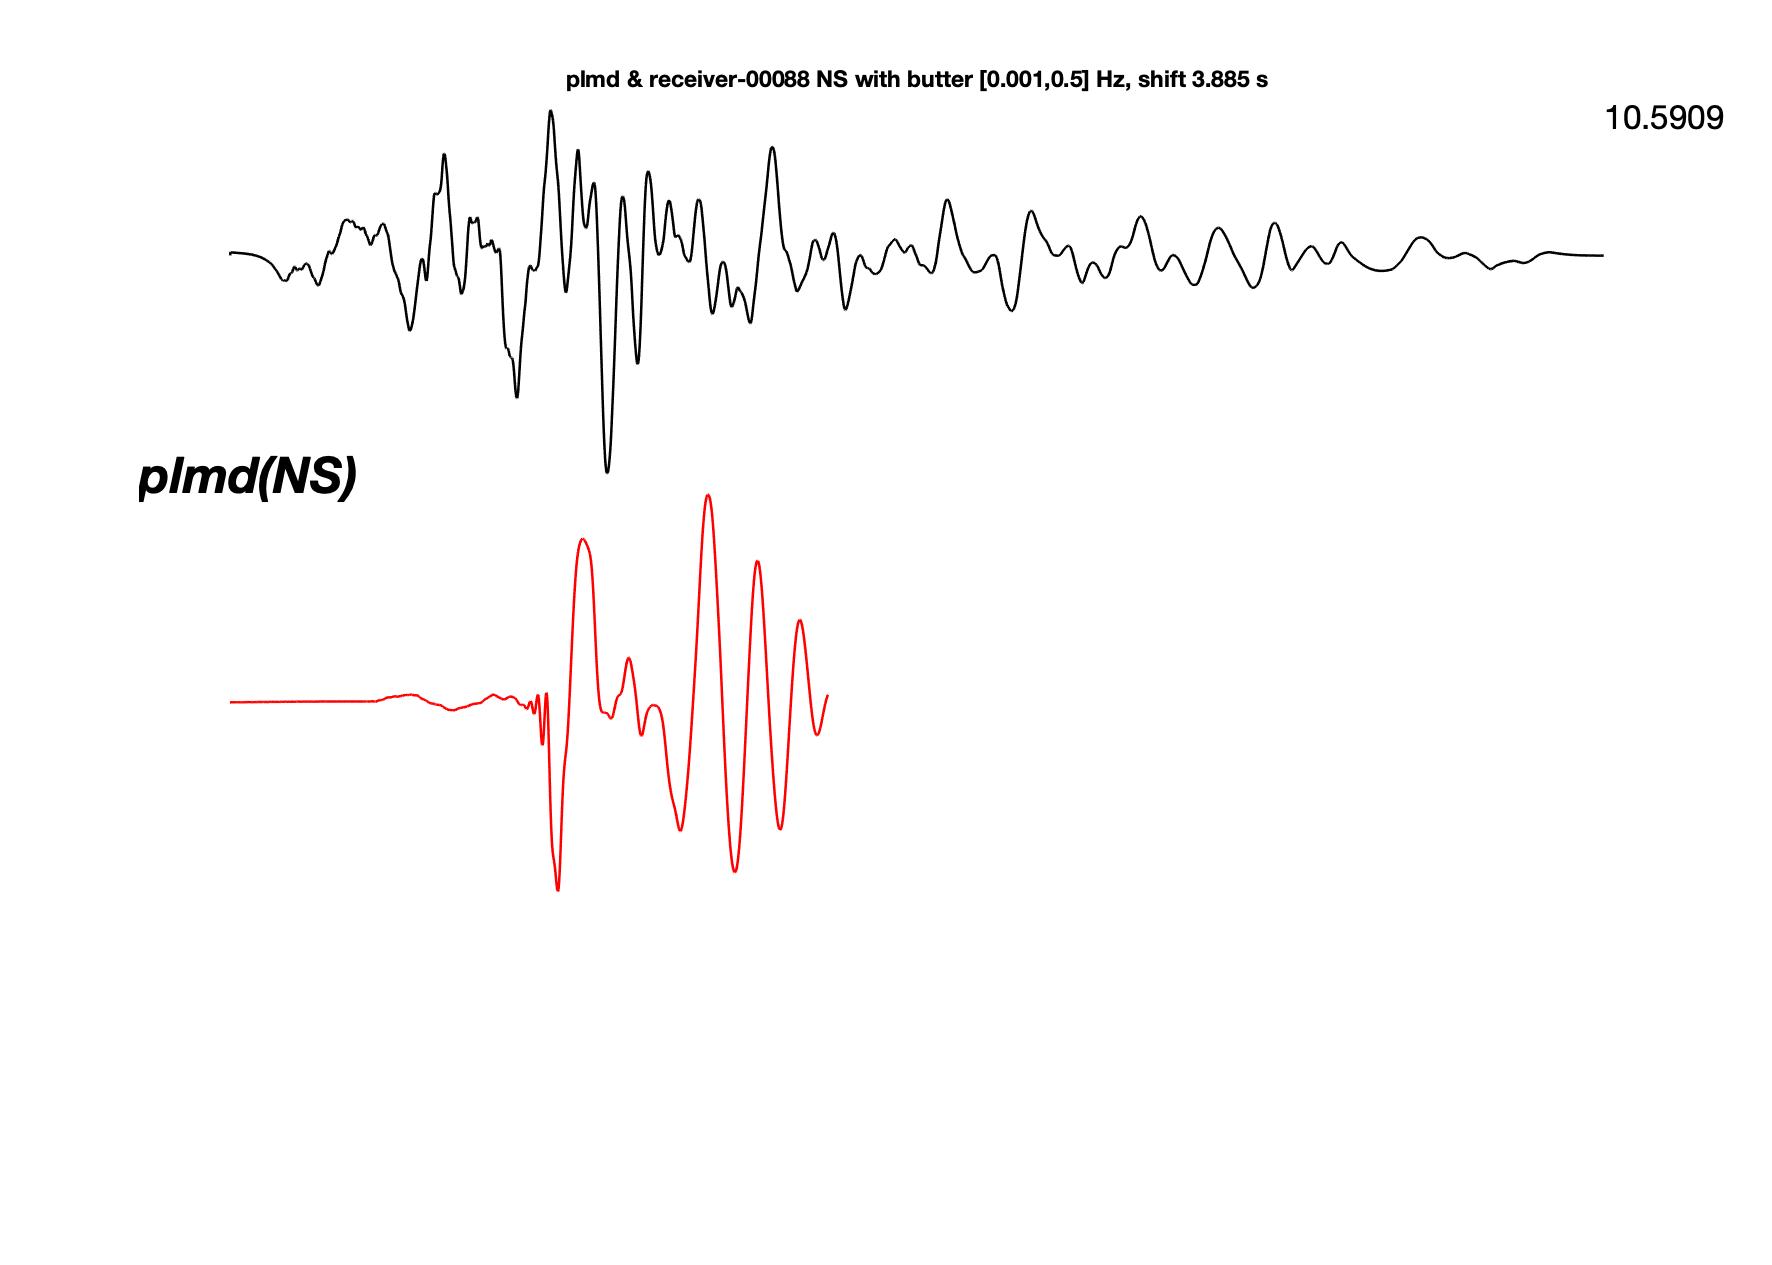 plmd & receiver-00088 NS with butter [0.001,0.5] Hz, shift 3.885 s
10.5909
plmd(NS)